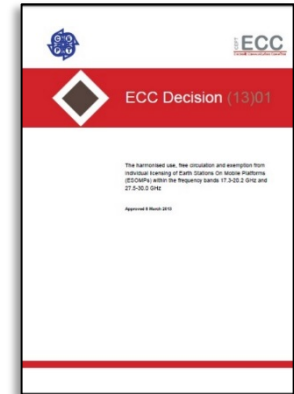 ECC
ECC Decision (13)01
The harmonised use, free circulation and exemption from
individual licensing of Earth Stations On Mobile Platforms
(ESOMPs) within the frequency bands 17.3-20.2 GHz and
27.5-30.0 GHz
Approved 8 March 2013